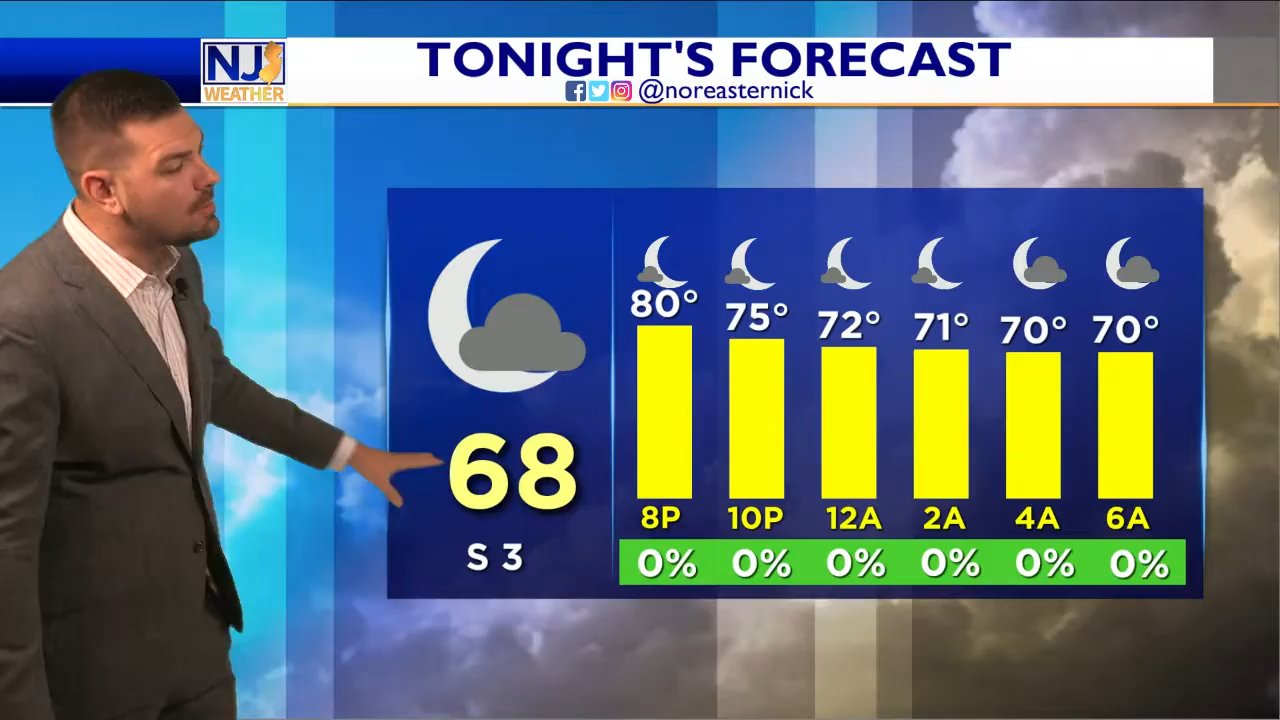 NJ
WEATHER
TONIGHT'S FORECAST
@noreasternick
68
S 3
80° 75° 72° 71° 70° 70°
8P 10P 12A 2A 4A 6A
0% 0% 0% 0% 0% 0%